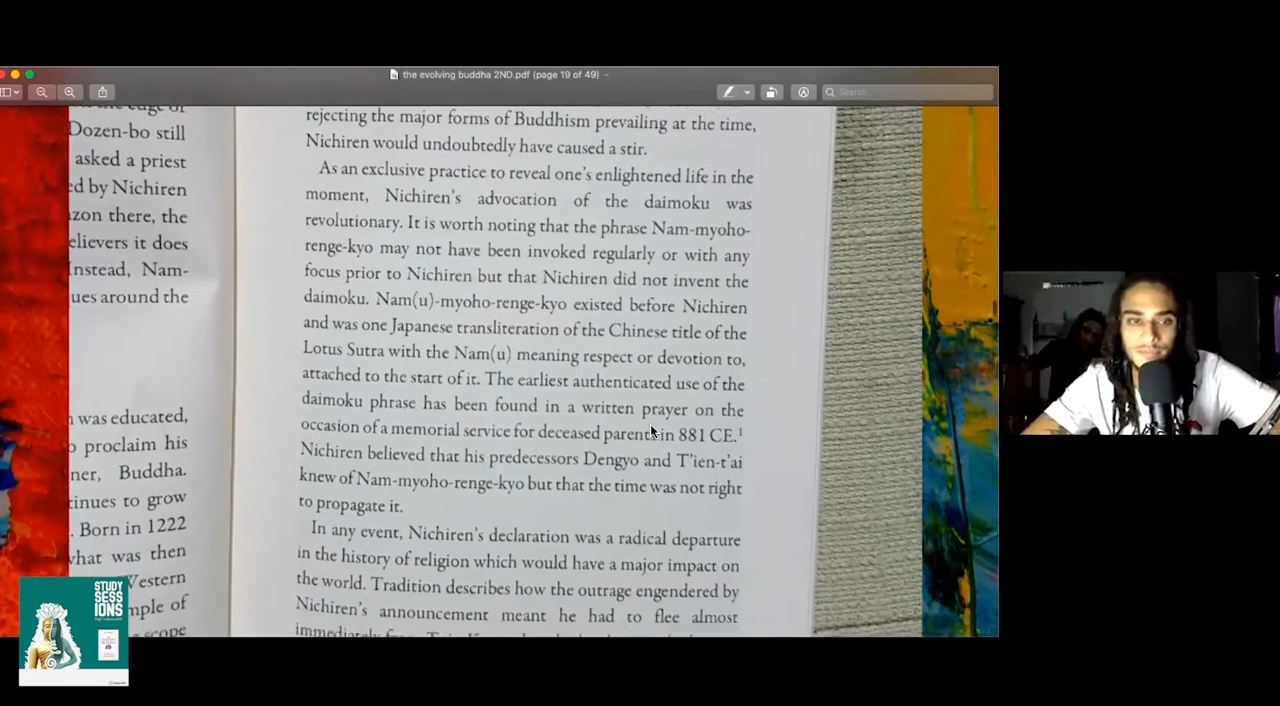 the evolving buddha 2ND.pdf (page 19 of 49)
Search
the edge of
Dozen-bo still
asked a priest
ed by Nichiren
zon there, the
elievers it does
Instead, Nam-
ues around the
was educated,
o proclaim his
ner, Buddha.
tinues to grow
. Born in 1222
what was then
Western
mple of
scope
rejecting the major forms of Buddhism prevailing at the time,
Nichiren would undoubtedly have caused a stir.
As an exclusive practice to reveal one's enlightened life in the
moment, Nichiren's advocation of the daimoku was
revolutionary. It is worth noting that the phrase Nam-myoho-
renge-kyo may not have been invoked regularly or with any
focus prior to Nichiren but that Nichiren did not invent the
daimoku. Nam(u)-myoho-renge-kyo existed before Nichiren
and was one Japanese transliteration of the Chinese title of the
Lotus Sutra with the Nam(u) meaning respect or devotion to,
attached to the start of it. The earliest authenticated use of the
daimoku phrase has been found in a written prayer on the
occasion of a memorial service for deceased parents in 881 CE.¹
Nichiren believed that his predecessors Dengyo and T'ien-t'ai
knew of Nam-myoho-renge-kyo but that the time was not right
to propagate it.
In any event, Nichiren's declaration was a radical departure
in the history of religion which would have a major impact on
the world. Tradition describes how the outrage engendered by
Nichiren's announcement meant he had to flee almost
immediately
STUDY
SESS
IONS